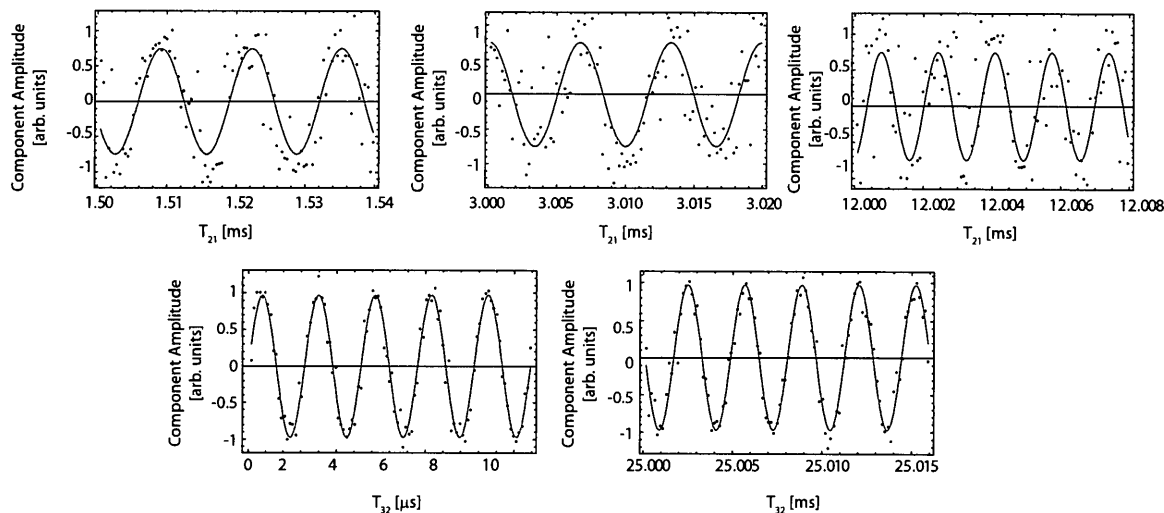 Component Amplitude
[arb. units]
1
0.5
0
-0.5
-1
1.50 1.51 1.52 1.53 1.54
T21 [ms]
Component Amplitude
[arb. units]
1
0.5
0
-0.5
-1
3.000 3.005 3.010 3.015 3.020
T21 [ms]
Component Amplitude
[arb. units]
1
0.5
0
-0.5
-1
12.000 12.002 12.004 12.006 12.008
T21 [ms]
Component Amplitude
[arb. units]
1
0.5
0
-0.5
-1
0 2 4 6 8 10
T32 [μs]
Component Amplitude
[arb. units]
1
0.5
0
-0.5
-1
25.000 25.005 25.010 25.015
T32 [ms]